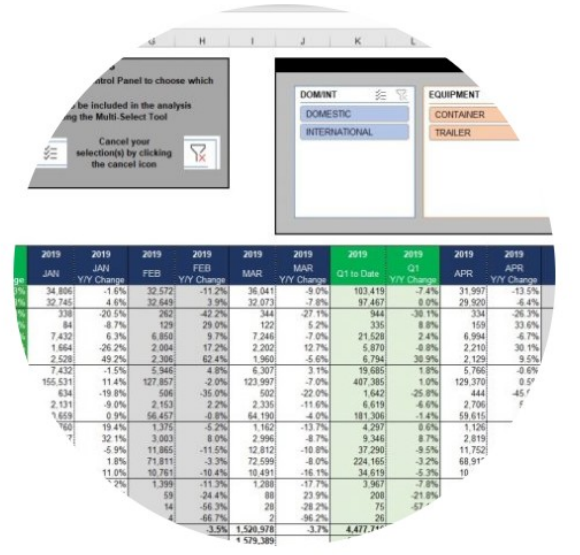 G H I J K L
ntrol Panel to choose which
be included in the analysis
ng the Multi-Select Tool
Cancel your
selection(s) by clicking
the cancel icon
DOM/INT EQUIPMENT
DOMESTIC CONTAINER
INTERNATIONAL TRAILER
2019 2019 2019 2019 2019 2019 2019 2019 2019 2019
JAN JAN Y/Y Change FEB FEB Y/Y Change MAR MAR Y/Y Change Q1 to Date Q1 Y/Y Change APR APR Y/Y Change
34,806 -1.6% 32,572 -11.2% 36,041 -9.0% 103,419 -7.4% 31,997 -13.5%
32,745 4.6% 32,649 3.9% 32,073 -7.8% 97,467 0.0% 29,920 -6.4%
338 -20.5% 262 -42.2% 344 -27.1% 944 -30.1% 334 -26.3%
84 -8.7% 129 29.0% 122 5.2% 335 8.8% 159 33.6%
7,432 6.3% 6,850 9.7% 7,246 -7.0% 21,528 2.4% 6,994 -6.7%
1,664 -26.2% 2,004 17.2% 2,202 12.7% 5,870 -0.8% 2,210 30.1%
2,528 49.2% 2,306 62.4% 1,960 -5.6% 6,794 30.9% 2,129 9.5%
7,432 -1.5% 5,946 4.8% 6,307 3.1% 19,685 1.8% 5,766 -0.6%
155,531 11.4% 127,857 -2.0% 123,997 -7.0% 407,385 1.0% 129,370
634 -19.8% 506 -35.0% 502 -22.0% 1,642 -25.8% 444
2,131 -9.0% 2,153 2.2% 2,335 -11.6% 6,619 -6.6% 2,706
0.9% 56,457 -0.8% 64,190 -4.0% 181,306 -1.4% 59,615
19.4% 1,375 -5.2% 1,162 -13.7% 4,297 0.6% 1,126
32.1% 3,003 8.0% 2,996 -8.7% 9,346 8.7% 2,819
-5.9% 11,865 -11.5% 12,812 -10.8% 37,290 -9.5% 11,752
1.8% 71,811 -3.3% 72,599 -8.0% 224,165 -3.2%
11.0% 10,761 -10.4% 10,491 -16.1% 34,619 -5.3%
1,399 -11.3% 1,288 -17.7% 3,967 -7.8%
59 -24.4% 88 23.9% 208 -21.8%
14 -56.3% 28 -28.2% 75
4 -66.7% 2 -96.2% 26
-3.5% 1,520,978 -3.7%
1,579,389